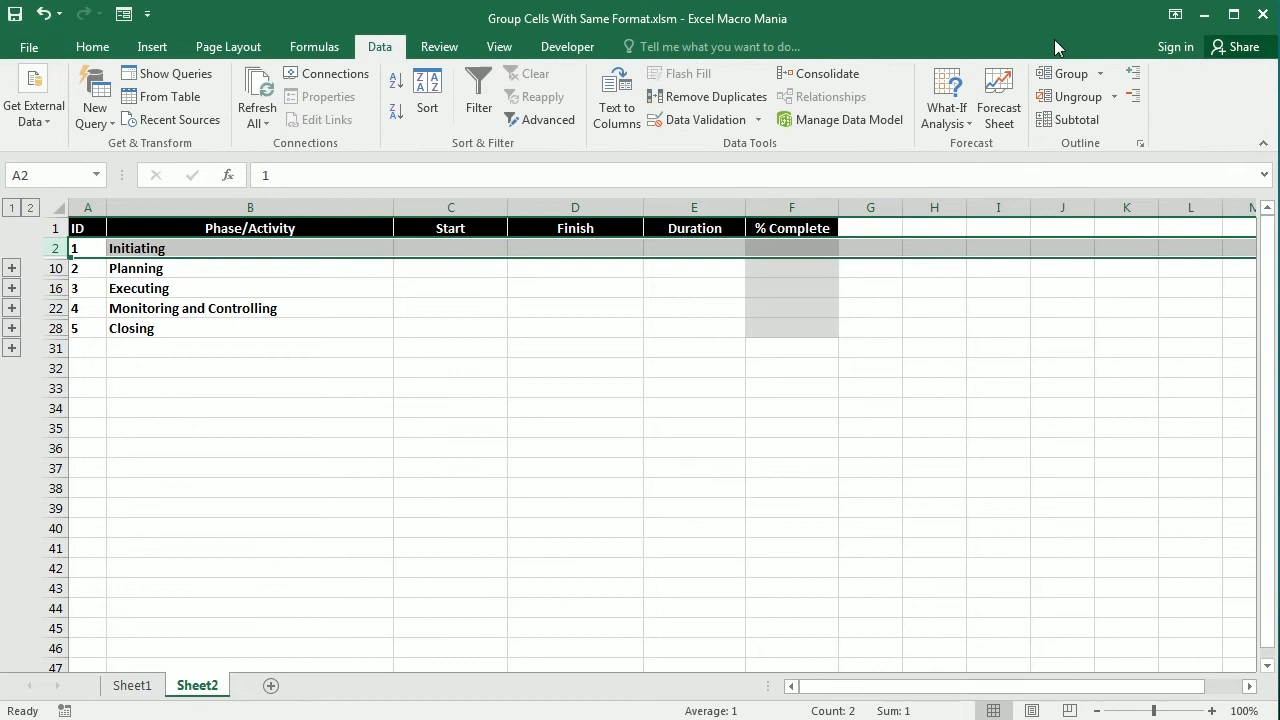 Group Cells With Same Format.xlsm - Excel Macro Mania
File Home Insert Page Layout Formulas Data Review View Developer Tell me what you want to do... Sign in Share
Get External Data
New Query
Show Queries
From Table
Recent Sources
Get & Transform
Refresh All
Connections
Properties
Edit Links
Connections
Sort
Filter
Clear
Reapply
Advanced
Sort & Filter
Text to Columns
Flash Fill
Remove Duplicates
Data Validation
Consolidate
Relationships
Manage Data Model
Data Tools
What-If Analysis
Forecast Sheet
Forecast
Group
Ungroup
Subtotal
Outline
A2 fx 1
1 2 A B C D E F G H I J K L M
1 ID Phase/Activity Start Finish Duration % Complete
2 1 Initiating
10 2 Planning
16 3 Executing
22 4 Monitoring and Controlling
28 5 Closing
31
32
33
34
35
36
37
38
39
40
41
42
43
44
45
46
47
Sheet1 Sheet2
Ready Average: 1 Count: 2 Sum: 1 100%